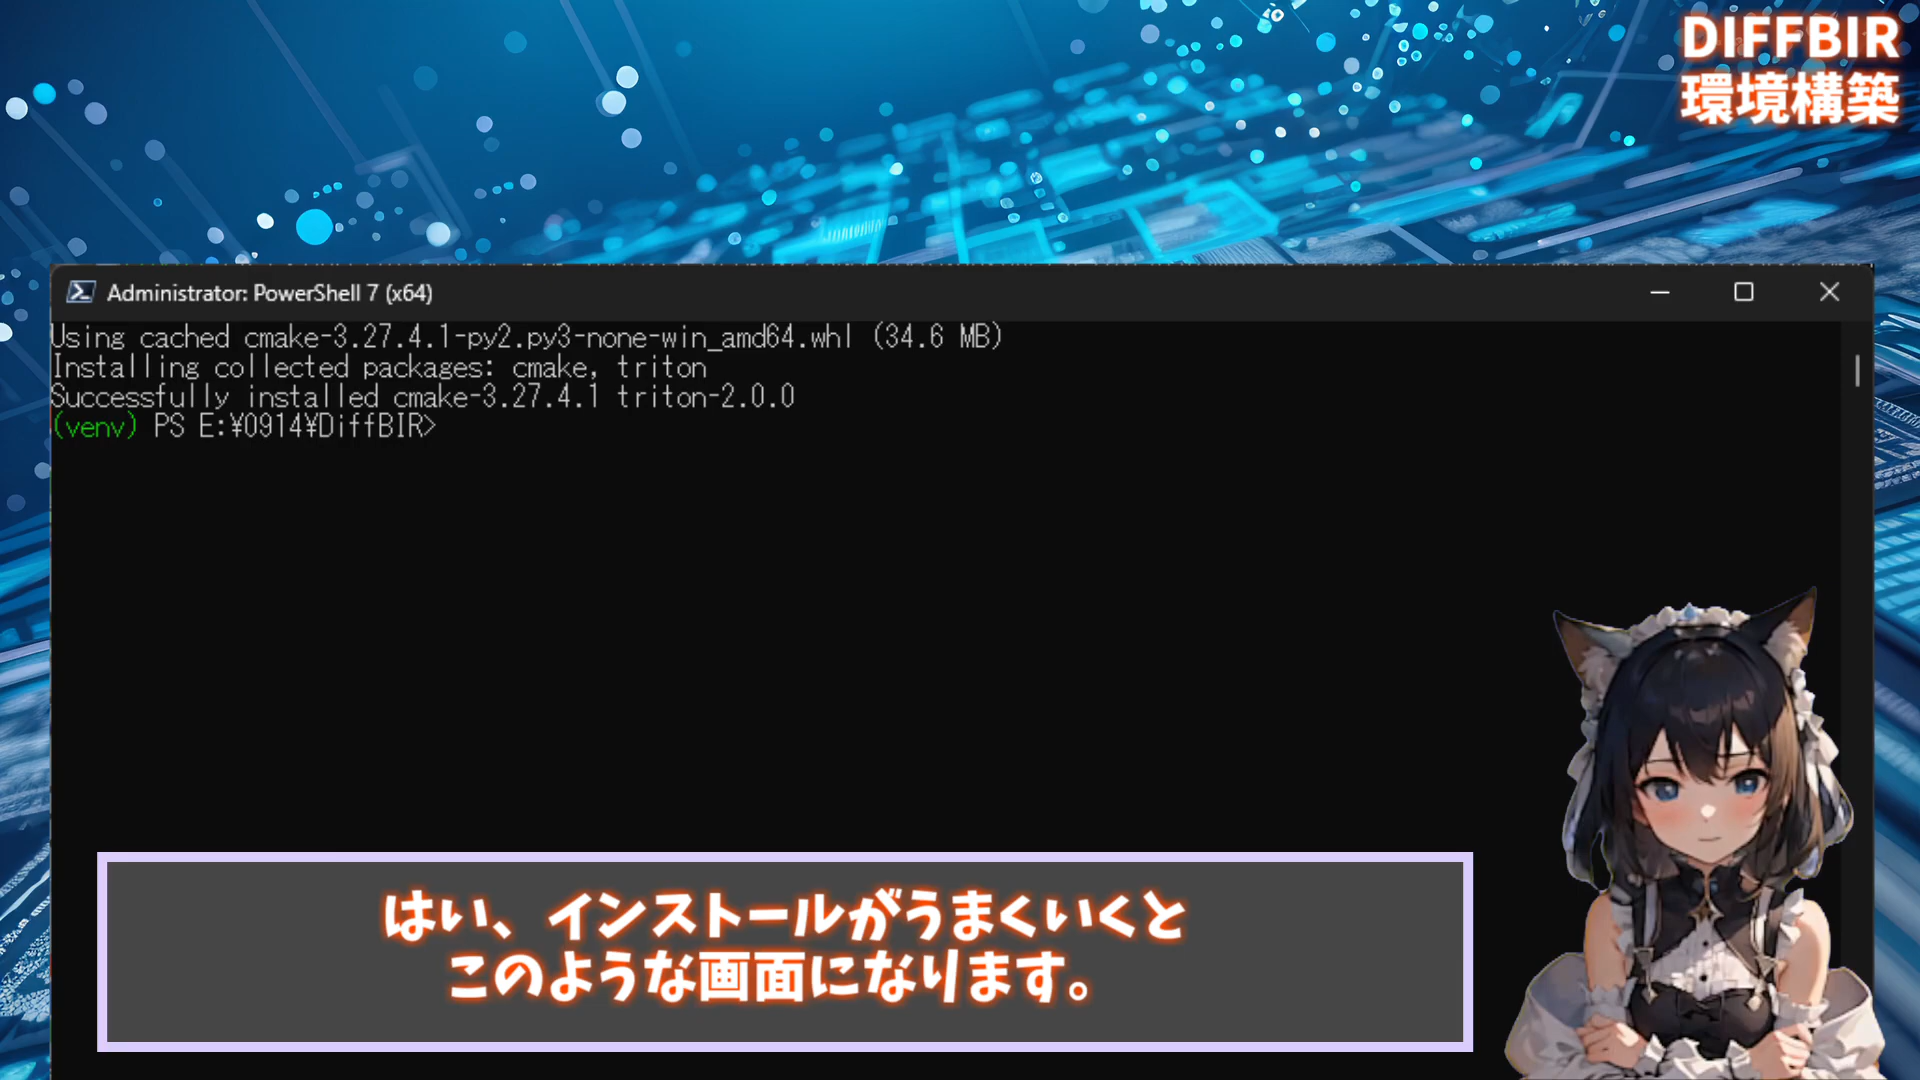 DIFFBIR
環境構築
Administrator: PowerShell 7 (x64)
Using cached cmake-3.27.4.1-py2.py3-none-win_amd64.whl (34.6 MB)
Installing collected packages: cmake, triton
Successfully installed cmake-3.27.4.1 triton-2.0.0
(venv) PS E:¥0914¥DiffBIR>
はい、インストールがうまくいくと
このような画面になります。